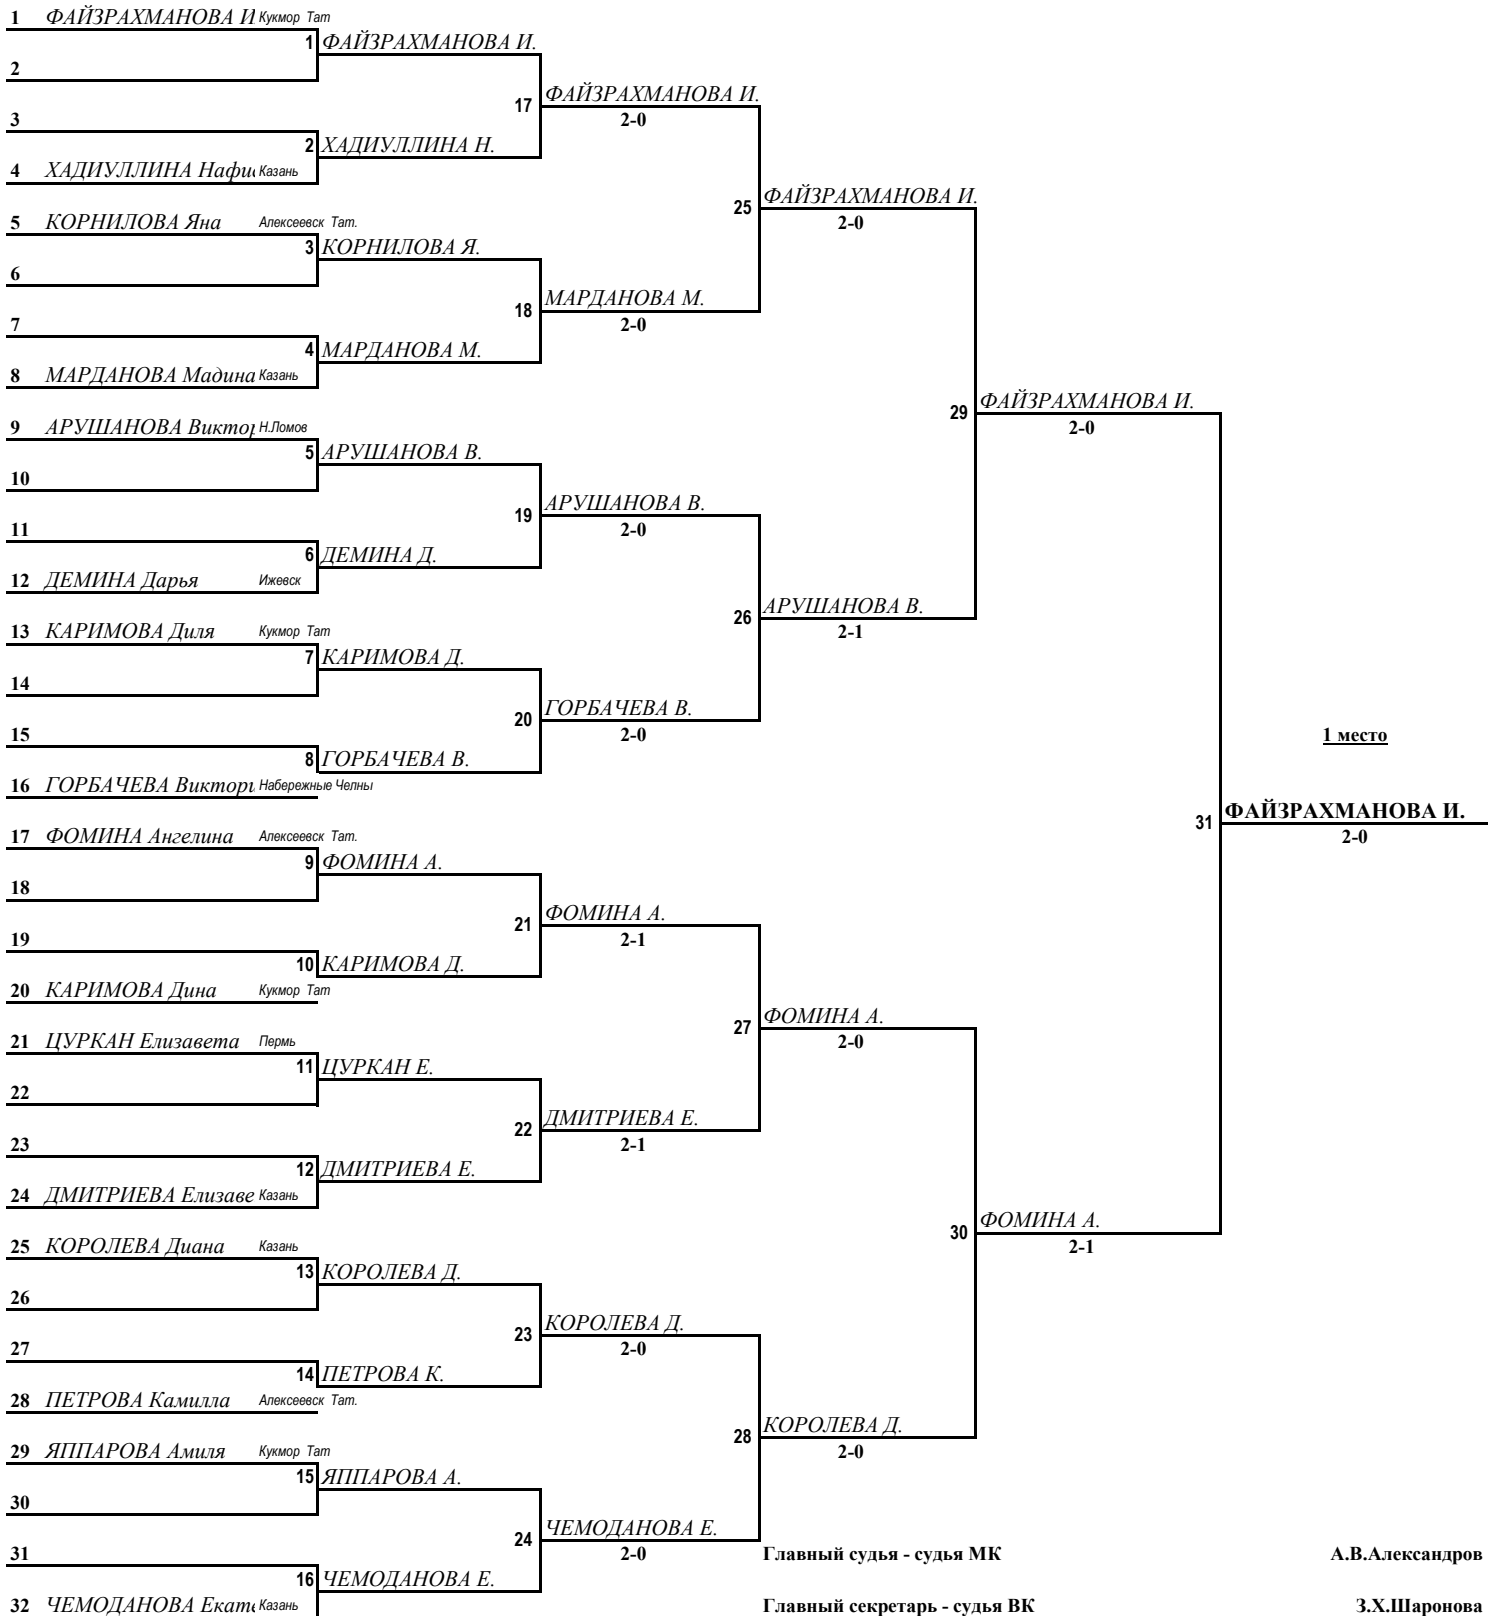 1 ФАЙЗРАХМАНОВА И Кукмор Тат
1 ФАЙЗРАХМАНОВА И.
2
17 ФАЙЗРАХМАНОВА И.
2-0
3
2 ХАДИУЛЛИНА Н.
4 ХАДИУЛЛИНА Нафи Казань
25 ФАЙЗРАХМАНОВА И.
2-0
5 КОРНИЛОВА Яна Алексеевск Тат.
3 КОРНИЛОВА Я.
6
18 МАРДАНОВА М.
2-0
7
4 МАРДАНОВА М.
8 МАРДАНОВА Мадина Казань
29 ФАЙЗРАХМАНОВА И.
2-0
9 АРУШАНОВА Виктор Н.Ломов
5 АРУШАНОВА В.
10
19 АРУШАНОВА В.
2-0
11
6 ДЕМИНА Д.
12 ДЕМИНА Дарья Ижевск
26 АРУШАНОВА В.
2-1
13 КАРИМОВА Диля Кукмор Тат
7 КАРИМОВА Д.
14
20 ГОРБАЧЕВА В.
2-0
15
1 место
8 ГОРБАЧЕВА В.
16 ГОРБАЧЕВА Виктори Набережные Челны
31 ФАЙЗРАХМАНОВА И.
2-0
17 ФОМИНА Ангелина Алексеевск Тат.
9 ФОМИНА А.
18
21 ФОМИНА А.
2-1
19
10 КАРИМОВА Д.
20 КАРИМОВА Дина Кукмор Тат
27 ФОМИНА А.
2-0
21 ЦУРКАН Елизавета Пермь
11 ЦУРКАН Е.
22
22 ДМИТРИЕВА Е.
2-1
23
12 ДМИТРИЕВА Е.
24 ДМИТРИЕВА Елизаве Казань
30 ФОМИНА А.
2-1
25 КОРОЛЕВА Диана Казань
13 КОРОЛЕВА Д.
26
23 КОРОЛЕВА Д.
2-0
27
14 ПЕТРОВА К.
28 ПЕТРОВА Камилла Алексеевск Тат.
28 КОРОЛЕВА Д.
2-0
29 ЯППАРОВА Амиля Кукмор Тат
15 ЯППАРОВА А.
30
24 ЧЕМОДАНОВА Е.
2-0
31
Главный судья - судья МК А.В.Александров
16 ЧЕМОДАНОВА Е.
32 ЧЕМОДАНОВА Екате Казань
Главный секретарь - судья ВК З.Х.Шаронова